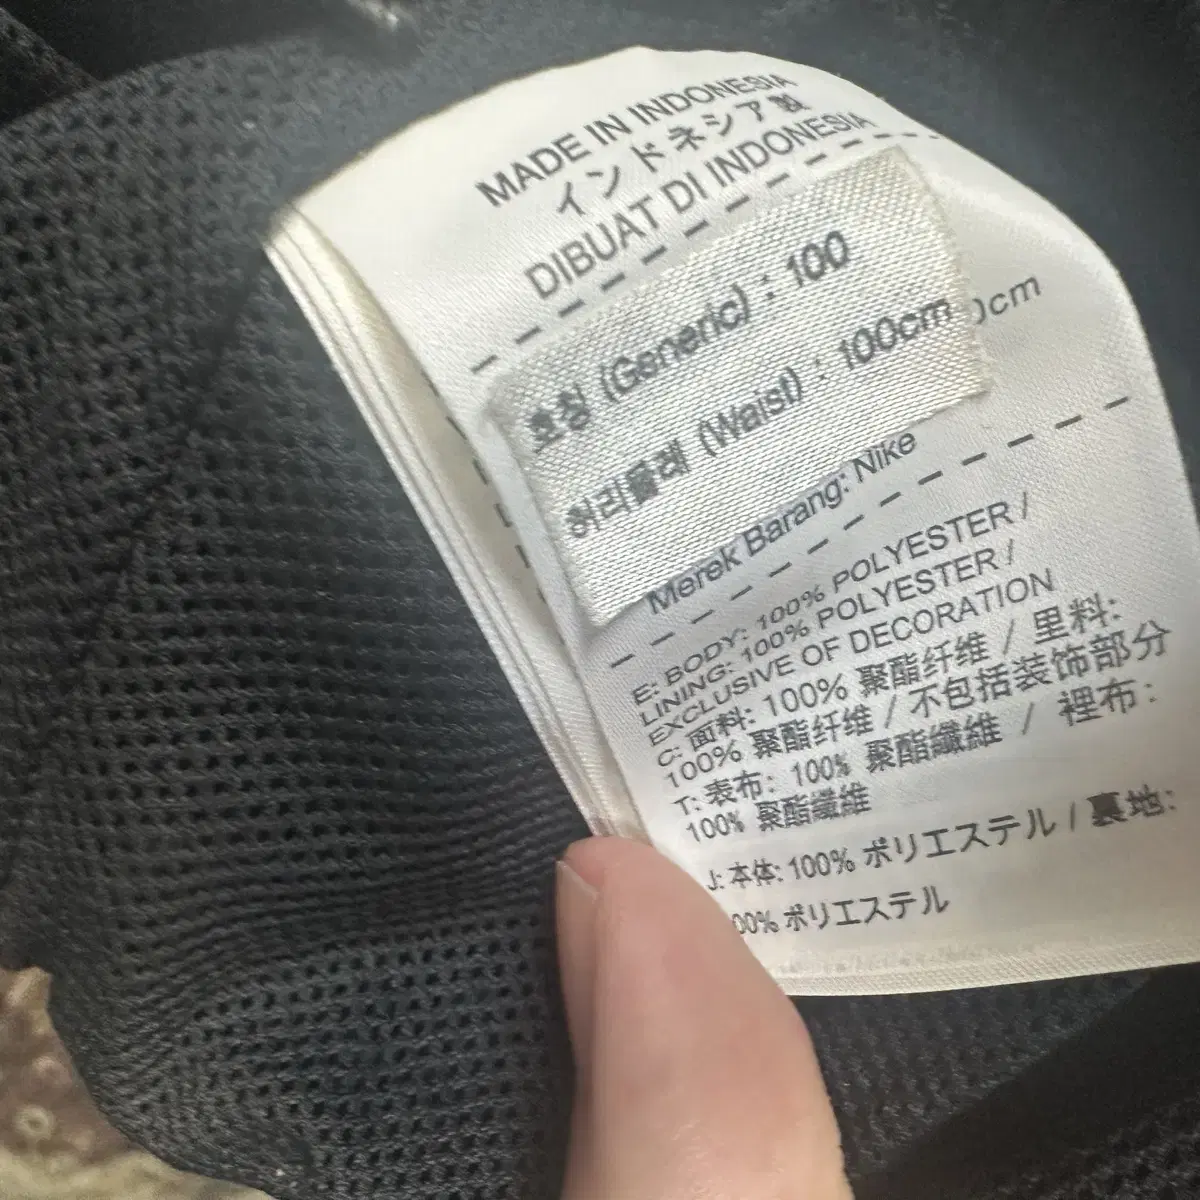 MADE IN INDONESIA
インドネシア製
DIBUAT DI INDONESIA
호칭 (Generic) : 100
허리둘레 (Waist) : 100cm
cm
Merek Barang: Nike
E: BODY: 100% POLYESTER /
LINING: 100% POLYESTER /
EXCLUSIVE OF DECORATION
C: 面料: 100% 聚酯纤维 / 里料:
100% 聚酯纤维 / 不包括装饰部分
T: 表布: 100% 聚酯纖維 / 裡布:
100% 聚酯纖維
J: 本体: 100% ポリエステル / 裏地:
00% ポリエステル